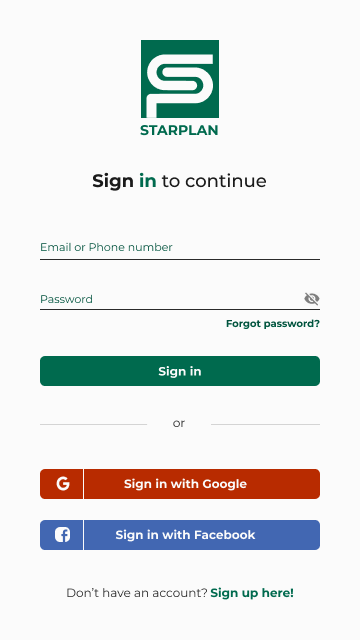 STARPLAN
Sign in to continue
Email or Phone number
Password
Forgot password?
Sign in
or
G
Sign in with Google
f
Sign in with Facebook
Don't have an account? Sign up here!